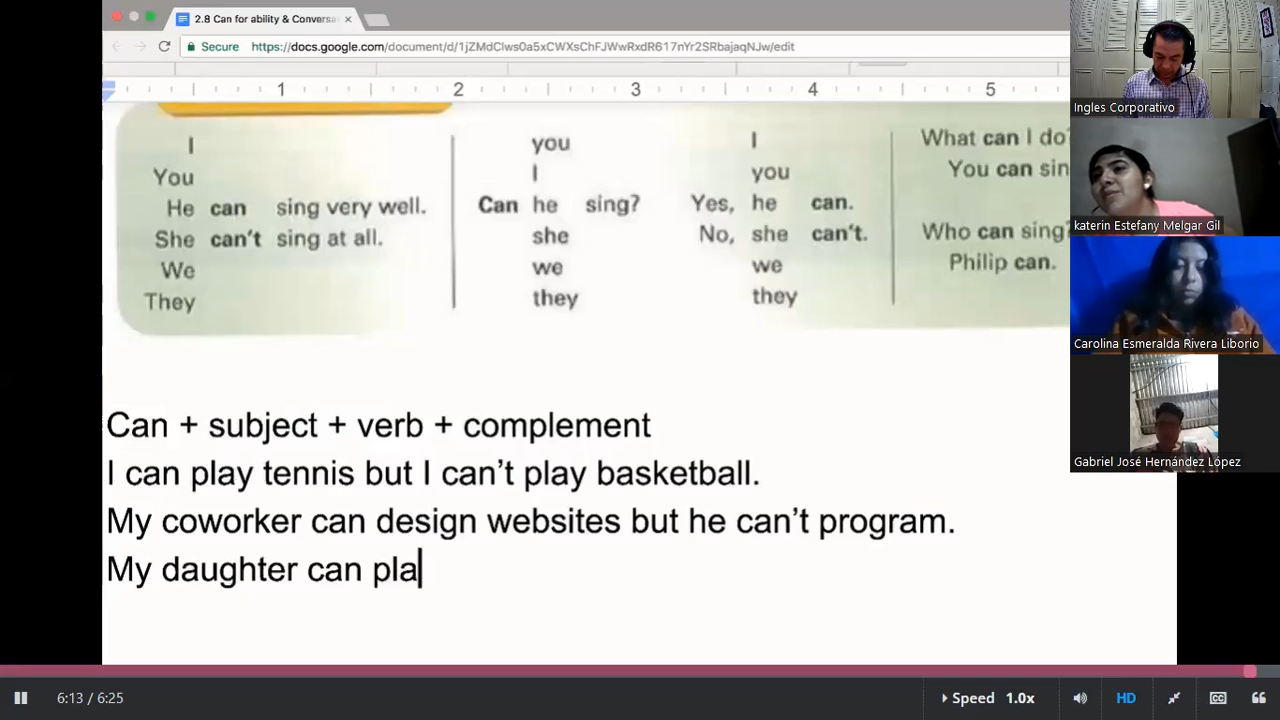 2.8 Can for ability & Conversa
Secure https://docs.google.com/document/d/1jZMdClws0a5xCWXsChFJWwRxdR617nYr2SRbajaqNJw/edit
1 2 3 4 5
I
You
He can sing very well.
She can't sing at all.
We
They
you
I
Can he sing?
she
we
they
I
you
Yes, he can.
No, she can't.
we
they
What can I do?
You can sin
Who can sing?
Philip can.
Can + subject + verb + complement
I can play tennis but I can't play basketball.
My coworker can design websites but he can't program.
My daughter can pla
Ingles Corporativo
katerin Estefany Melgar Gil
Carolina Esmeralda Rivera Liborio
Gabriel José Hernández López
6:13 / 6:25
Speed 1.0x
HD
CC